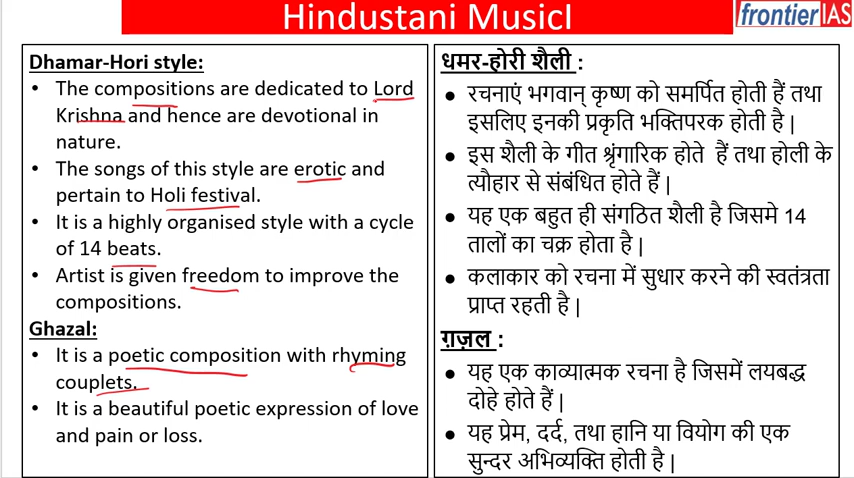 Hindustani MusicI
frontier IAS
Dhamar-Hori style:
• The compositions are dedicated to Lord
Krishna and hence are devotional in
nature.
• The songs of this style are erotic and
pertain to Holi festival.
• It is a highly organised style with a cycle
of 14 beats.
• Artist is given freedom to improve the
compositions.
Ghazal:
• It is a poetic composition with rhyming
couplets.
• It is a beautiful poetic expression of love
and pain or loss.
धमर-होरी शैली :
● रचनाएं भगवान् कृष्ण को समर्पित होती हैं तथा
इसलिए इनकी प्रकृति भक्तिपरक होती है |
● इस शैली के गीत श्रृंगारिक होते हैं तथा होली के
त्यौहार से संबंधित होते हैं |
● यह एक बहुत ही संगठित शैली है जिसमे 14
तालों का चक्र होता है |
● कलाकार को रचना में सुधार करने की स्वतंत्रता
प्राप्त रहती है |
ग़ज़ल :
● यह एक काव्यात्मक रचना है जिसमें लयबद्ध
दोहे होते हैं |
● यह प्रेम, दर्द, तथा हानि या वियोग की एक
सुन्दर अभिव्यक्ति होती है |